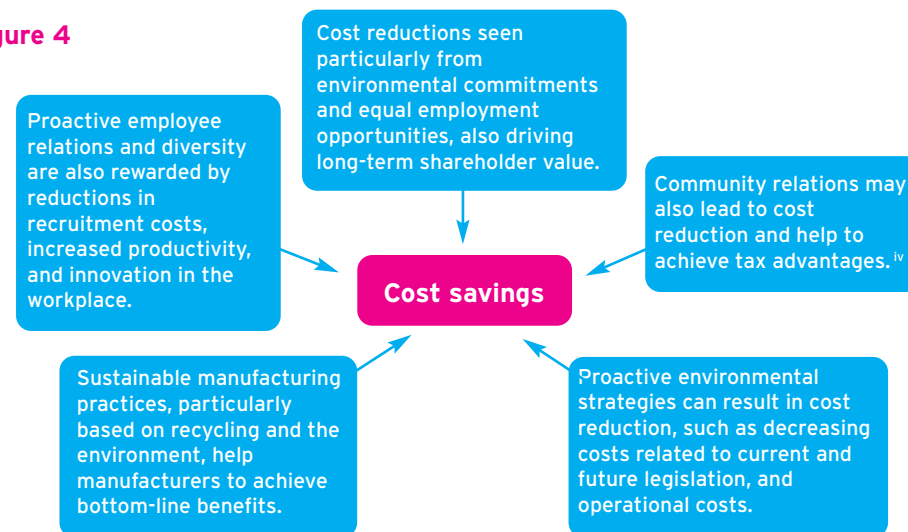 gure 4
Cost reductions seen
particularly from
environmental commitments
and equal employment
opportunities, also driving
long-term shareholder value.
Proactive employee
relations and diversity
are also rewarded by
reductions in
recruitment costs,
increased productivity,
and innovation in the
workplace.
Community relations may
also lead to cost
reduction and help to
achieve tax advantages. iv
Cost savings
Sustainable manufacturing
practices, particularly
based on recycling and the
environment, help
manufacturers to achieve
bottom-line benefits.
Proactive environmental
strategies can result in cost
reduction, such as decreasing
costs related to current and
future legislation, and
operational costs.